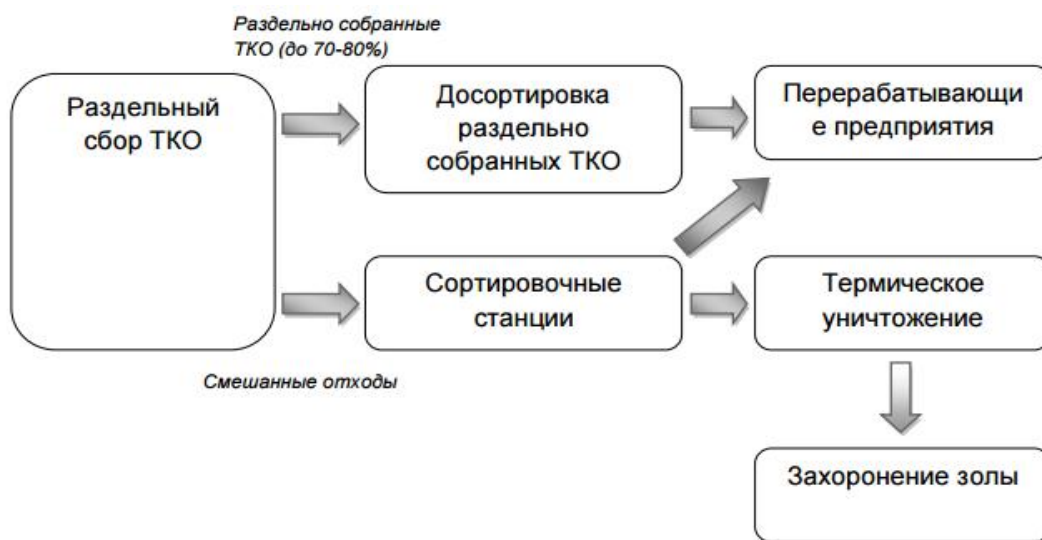 Раздельно собранные
ТКО (до 70-80%)
Раздельный
сбор ТКО
Досортировка
раздельно
собранных ТКО
Перерабатывающи
е предприятия
Сортировочные
станции
Термическое
уничтожение
Смешанные отходы
Захоронение золы